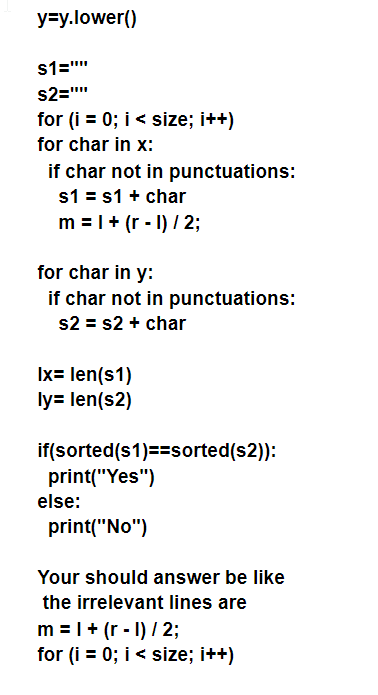 y=y.lower()
s1=""
s2=""
for (i = 0; i < size; i++)
for char in x:
if char not in punctuations:
s1 = s1 + char
m = l + (r - l) / 2;
for char in y:
if char not in punctuations:
s2 = s2 + char
lx= len(s1)
ly= len(s2)
if(sorted(s1)==sorted(s2)):
print("Yes")
else:
print("No")
Your should answer be like
the irrelevant lines are
m = l + (r - l) / 2;
for (i = 0; i < size; i++)